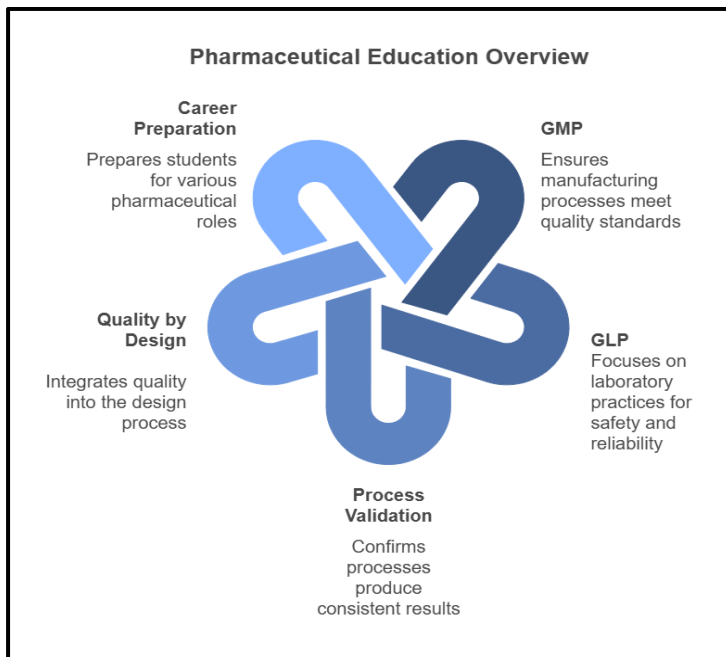 Pharmaceutical Education Overview
Career
Preparation
Prepares students
for various
pharmaceutical
roles
GMP
Ensures
manufacturing
processes meet
quality standards
Quality by
Design
Integrates quality
into the design
process
GLP
Focuses on
laboratory
practices for
safety and
reliability
Process
Validation
Confirms
processes
produce
consistent results